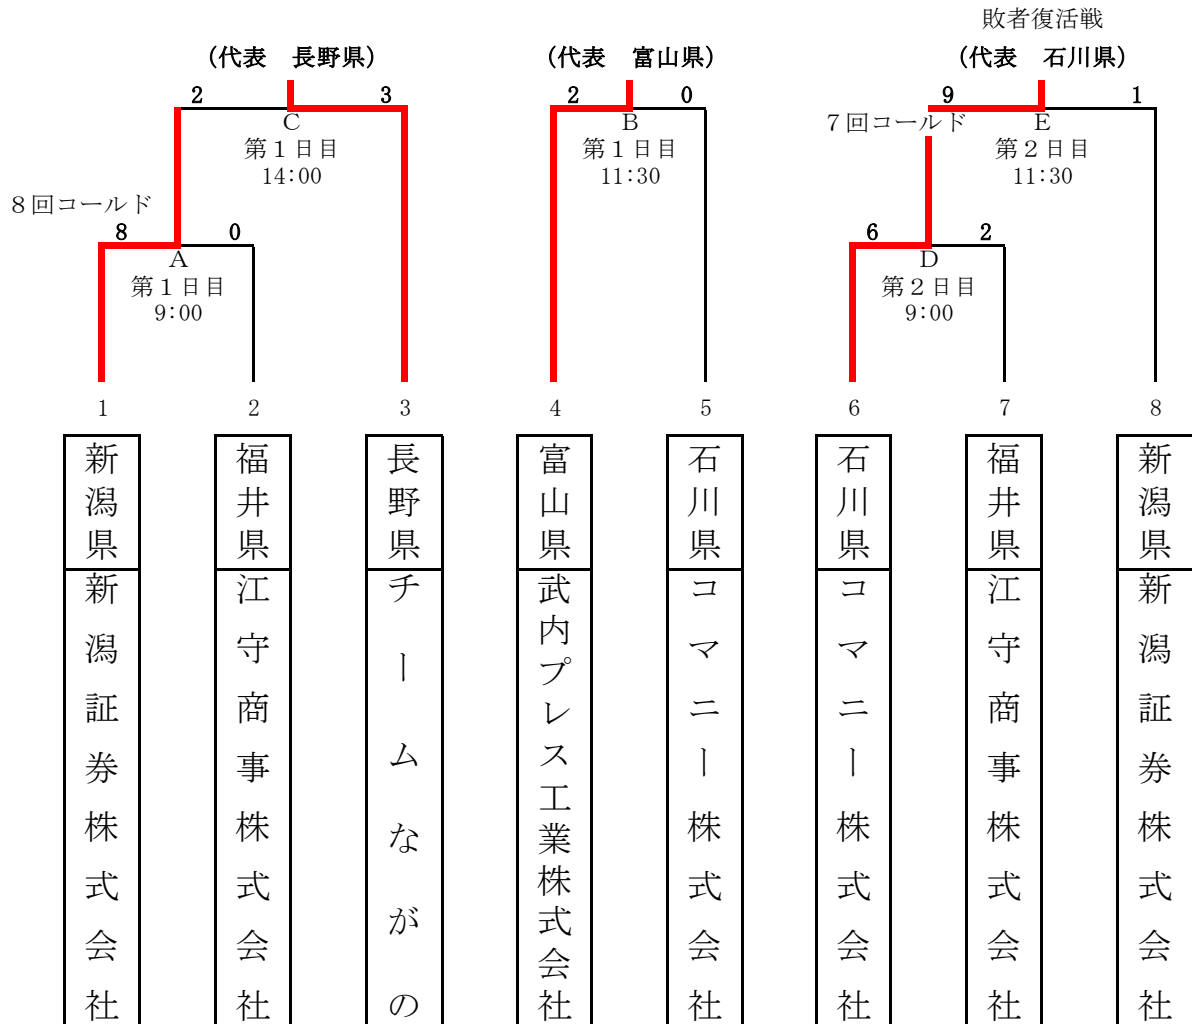 敗者復活戦
(代表　長野県)
(代表　富山県)
(代表　石川県)
2
3
2
0
9
1
C
B
7回コールド
E
第1日目
第1日目
第2日目
14:00
11:30
11:30
8回コールド
8
0
6
2
A
D
第1日目
第2日目
9:00
9:00
1
2
3
4
5
6
7
8
新潟県
福井県
長野県
富山県
石川県
石川県
福井県
新潟県
新潟証券株式会社
江守商事株式会社
チームながの
武内プレス工業株式会社
コマニー株式会社
コマニー株式会社
江守商事株式会社
新潟証券株式会社